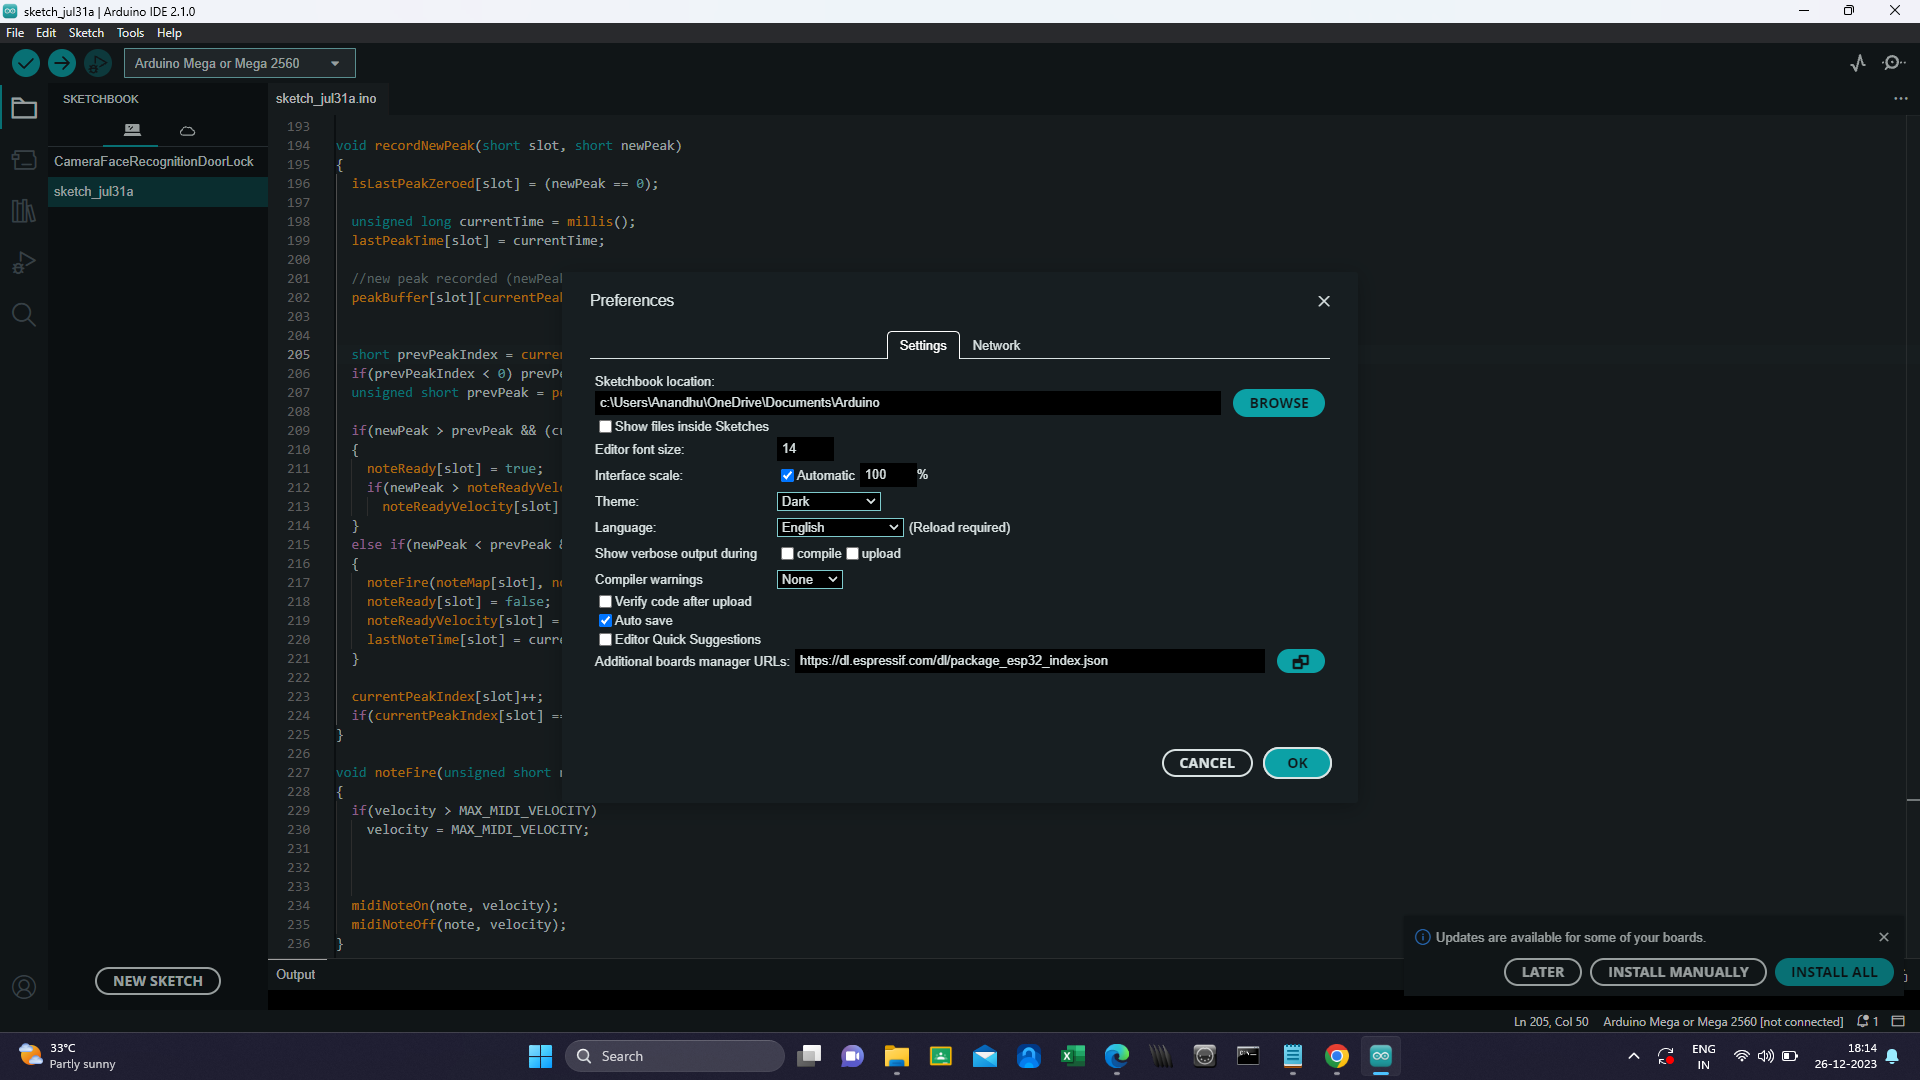 sketch_jul31a | Arduino IDE 2.1.0
File Edit Sketch Tools Help
Arduino Mega or Mega 2560
SKETCHBOOK
sketch_jul31a.ino
CameraFaceRecognitionDoorLock
sketch_jul31a
193
194 void recordNewPeak(short slot, short newPeak)
195 {
196 isLastPeakZeroed[slot] = (newPeak == 0);
197
198 unsigned long currentTime = millis();
199 lastPeakTime[slot] = currentTime;
200
201 //new peak recorded (newPeak
202 peakBuffer[slot][currentPeak
203
204
205 short prevPeakIndex = curre
206 if(prevPeakIndex < 0) prevP
207 unsigned short prevPeak = p
208
209 if(newPeak > prevPeak && (cu
210 {
211 noteReady[slot] = true;
212 if(newPeak > noteReadyVelo
213 noteReadyVelocity[slot]
214 }
215 else if(newPeak < prevPeak &
216 {
217 noteFire(noteMap[slot], no
218 noteReady[slot] = false;
219 noteReadyVelocity[slot] =
220 lastNoteTime[slot] = curre
221 }
222
223 currentPeakIndex[slot]++;
224 if(currentPeakIndex[slot] ==
225 }
226
227 void noteFire(unsigned short n
228 {
229 if(velocity > MAX_MIDI_VELOCITY)
230 velocity = MAX_MIDI_VELOCITY;
231
232
233
234 midiNoteOn(note, velocity);
235 midiNoteOff(note, velocity);
236 }
Preferences
Settings Network
Sketchbook location:
c:\Users\Anandhu\OneDrive\Documents\Arduino BROWSE
Show files inside Sketches
Editor font size: 14
Interface scale: Automatic 100 %
Theme: Dark
Language: English (Reload required)
Show verbose output during compile upload
Compiler warnings None
Verify code after upload
Auto save
Editor Quick Suggestions
Additional boards manager URLs: https://dl.espressif.com/dl/package_esp32_index.json
CANCEL OK
Updates are available for some of your boards.
LATER INSTALL MANUALLY INSTALL ALL
NEW SKETCH
Output
Ln 205, Col 50 Arduino Mega or Mega 2560 [not connected] 1
33°C
Partly sunny
Search
ENG
IN
18:14
26-12-2023